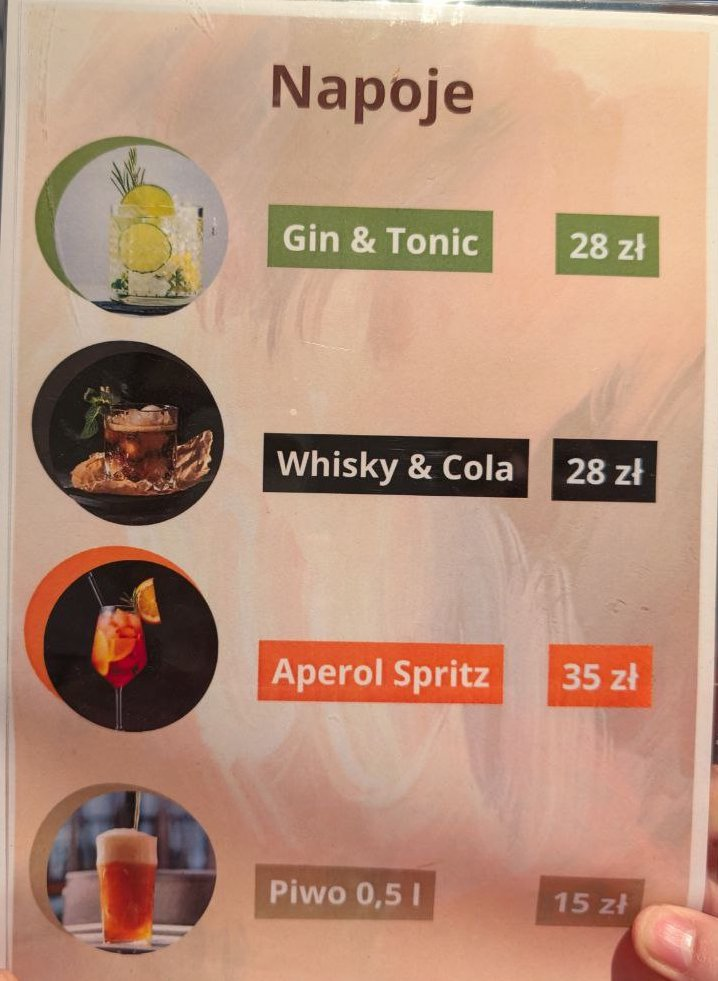 Napoje
Gin & Tonic 28 zł
Whisky & Cola 28 zł
Aperol Spritz 35 zł
Piwo 0,5 l 15 zł